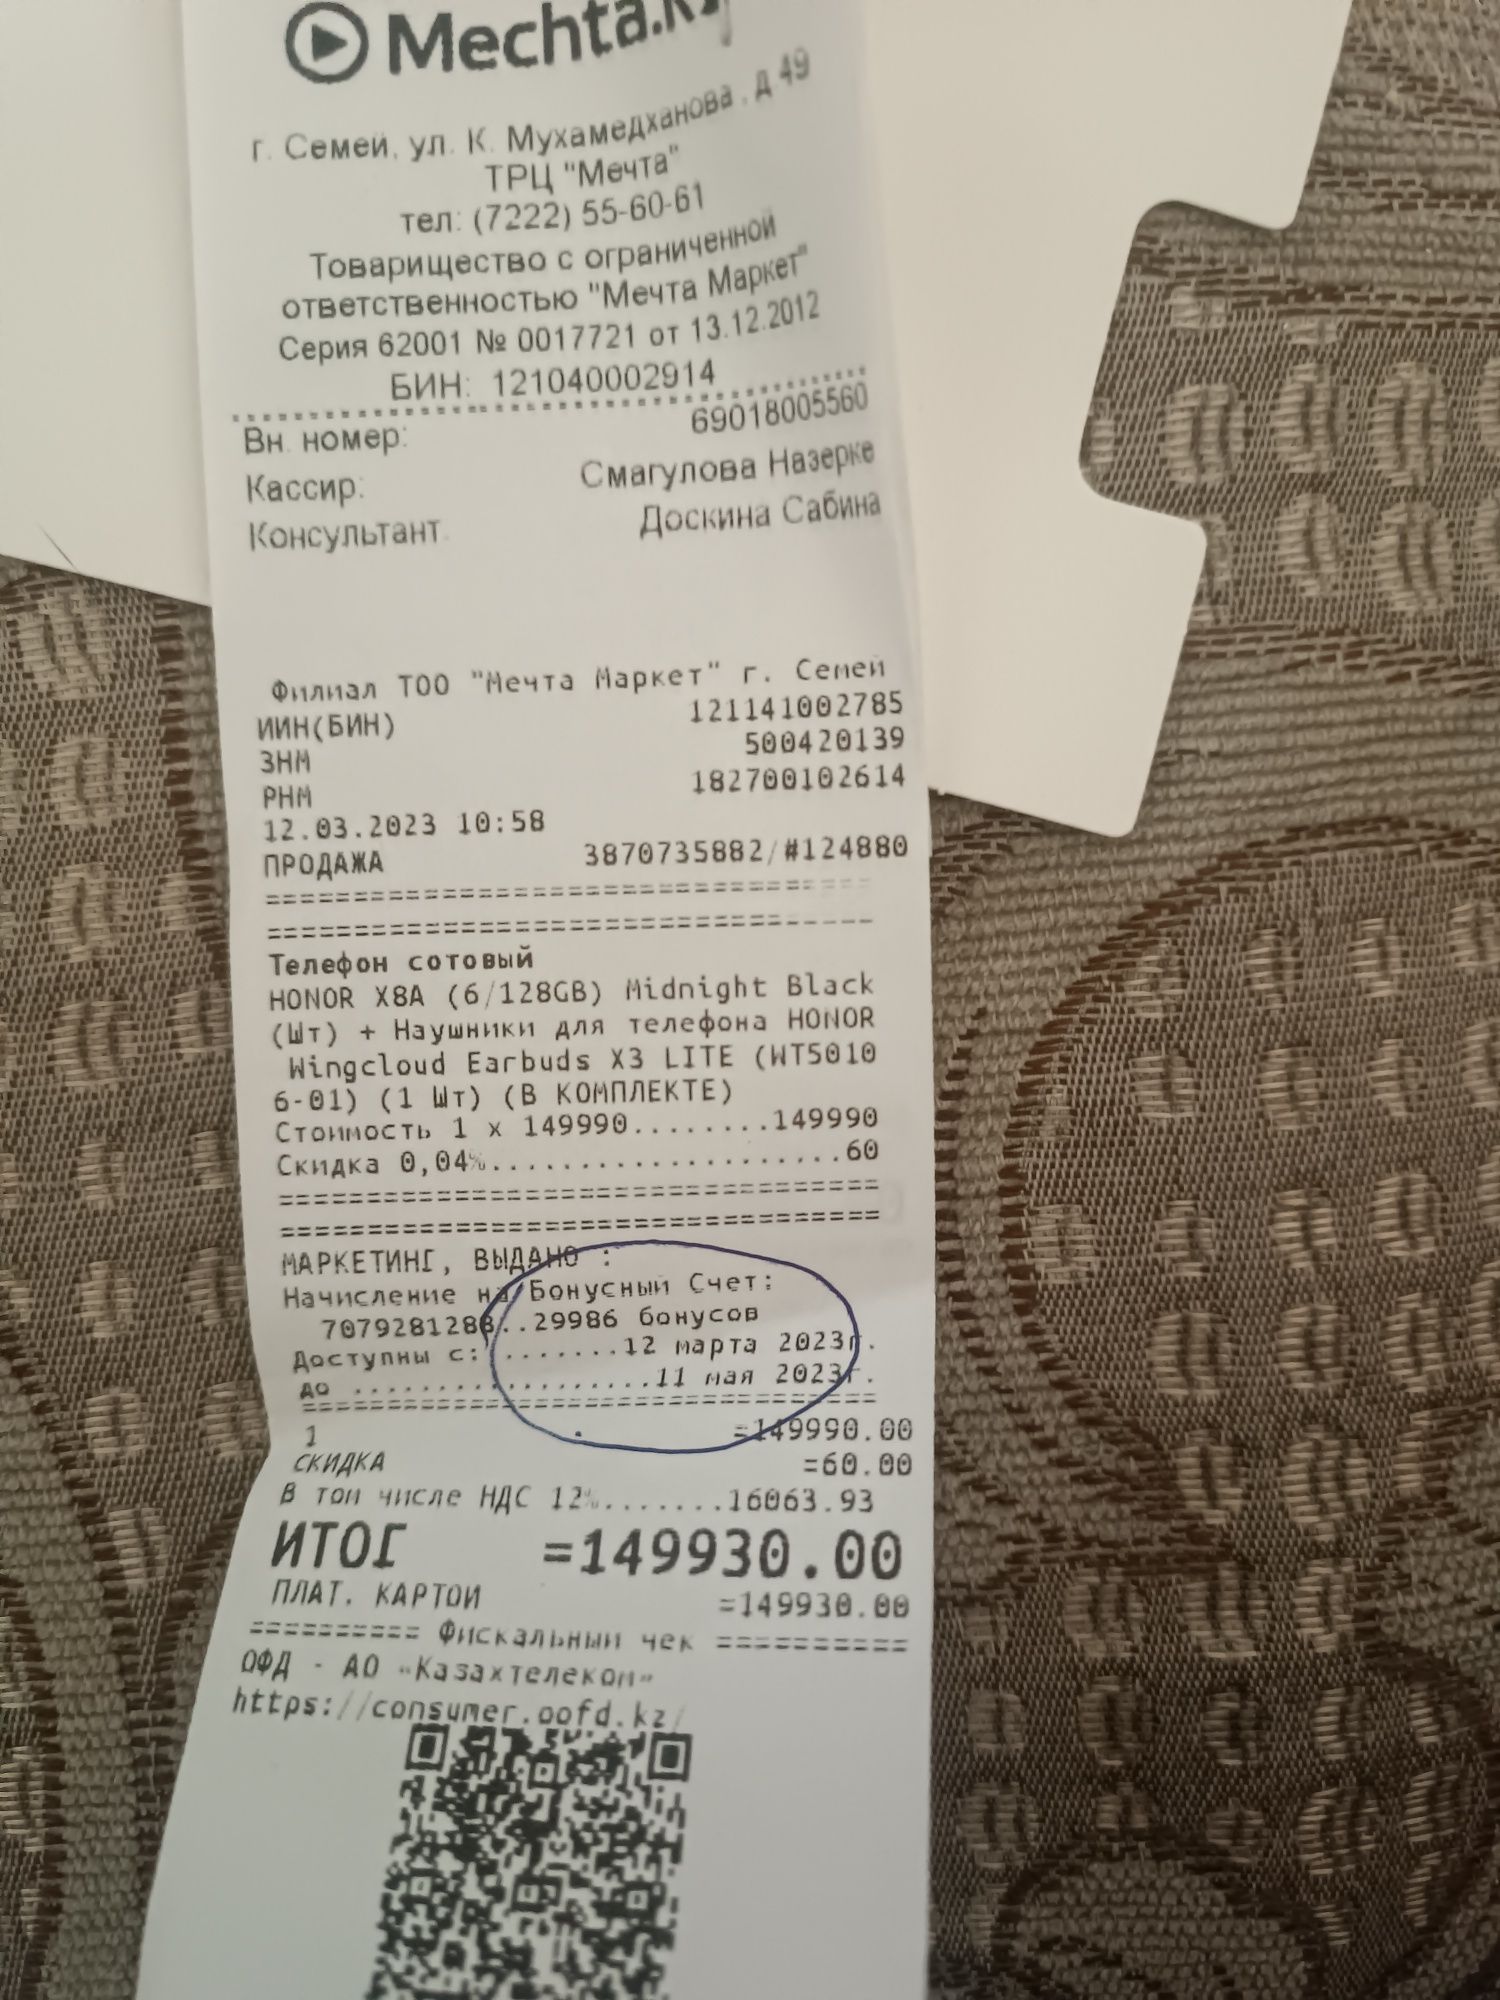 Mechta.kz
г. Семей, ул. К. Мухамедханова, д 49
ТРЦ "Мечта"
тел: (7222) 55-60-61
Товарищество с ограниченной
ответственностью "Мечта Маркет"
Серия 62001 № 0017721 от 13.12.2012
БИН: 121040002914
Вн. номер: 69018005560
Кассир: Смагулова Назерке
Консультант Доскина Сабина
Филиал ТОО "Мечта Маркет" г. Семей
ИИН(БИН) 121141002785
ЗНМ 500420139
РНМ 182700102614
12.03.2023 10:58
ПРОДАЖА 3870735882/#124880
Телефон сотовый
HONOR X8A (6/128GB) Midnight Black
(Шт) + Наушники для телефона HONOR
Wingcloud Earbuds X3 LITE (WT5010
6-01) (1 Шт) (В КОМПЛЕКТЕ)
Стоимость 1 x 149990........149990
Скидка 0,04%.....................60
МАРКЕТИНГ, ВЫДАНО :
Начисление на Бонусный Счет:
7079281288..29986 бонусов
Доступны с:........12 марта 2023г.
до ..................11 мая 2023г.
1 =149990.00
СКИДКА =60.00
В том числе НДС 12%.......16063.93
ИТОГ =149930.00
ПЛАТ. КАРТОЙ =149930.00
========== Фискальный чек ==========
ОФД - АО «Казахтелеком»
https://consumer.oofd.kz/